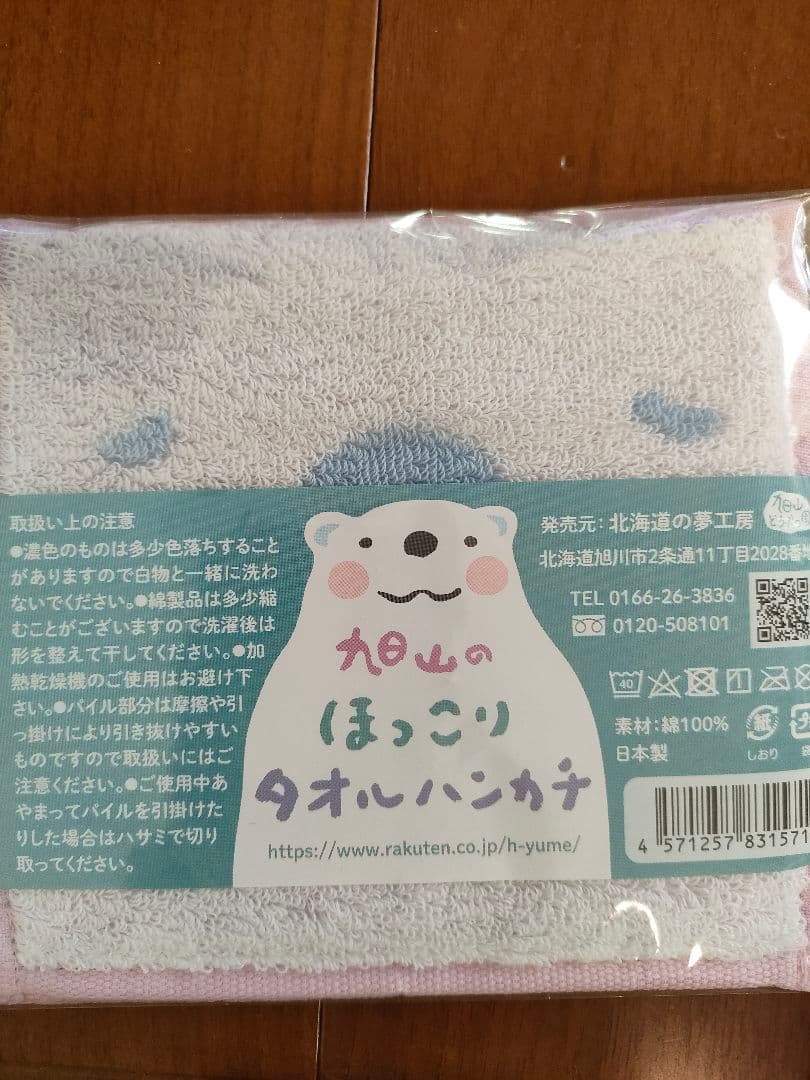 取扱い上の注意
●濃色のものは多少色落ちすること
がありますので白物と一緒に洗わ
ないでください。●綿製品は多少縮
むことがございますので洗濯後は
形を整えて干してください。●加
熱乾燥機のご使用はお避け下
さい。●パイル部分は摩擦や引
っ掛けにより引き抜けやすい
ものですので取扱いにはご
注意ください。●ご使用中あ
やまってパイルを引掛けた
りした場合はハサミで切り
取ってください。
旭山の
ほっこり
タオルハンカチ
https://www.rakuten.co.jp/h-yume/
発売元:北海道の夢工房
北海道旭川市2条通11丁目2028番
TEL 0166-26-3836
0120-508101
40
素材:綿100%
日本製
紙
しおり
4 571257 831571